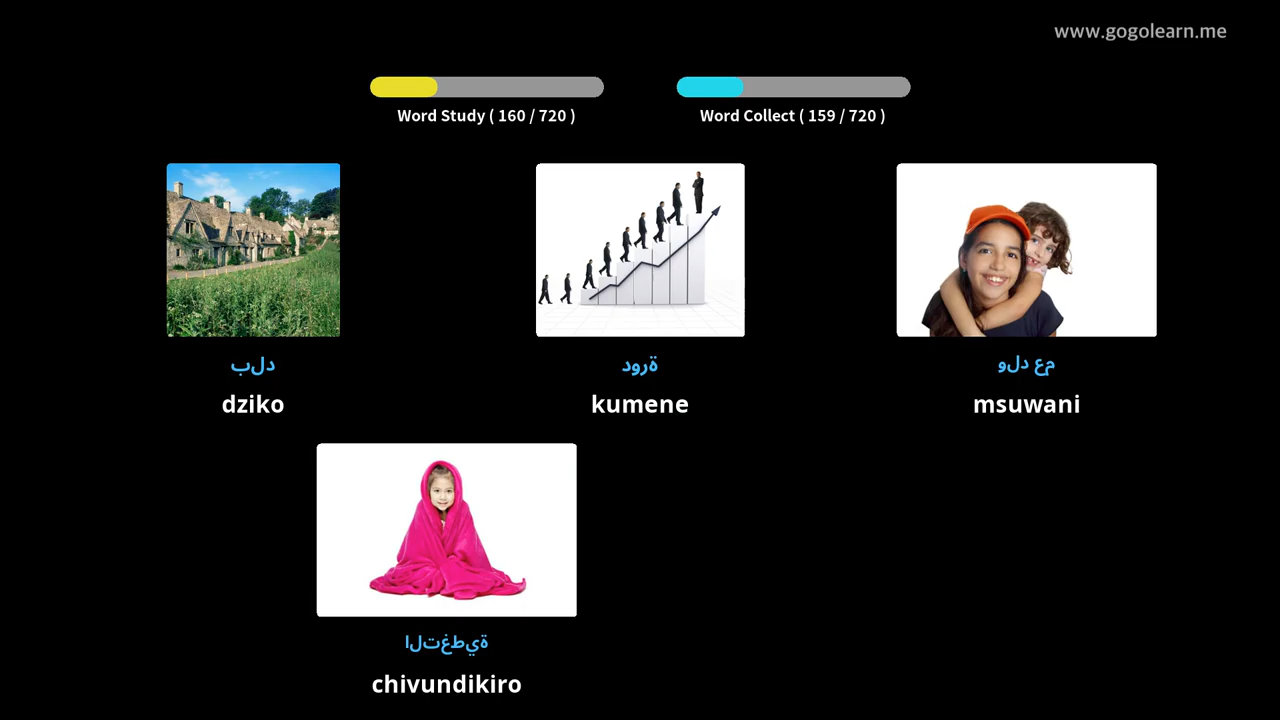 www.gogolearn.me
Word Study ( 160 / 720 )
Word Collect ( 159 / 720 )
بلد
دورة
ولد عم
dziko
kumene
msuwani
التغطية
chivundikiro